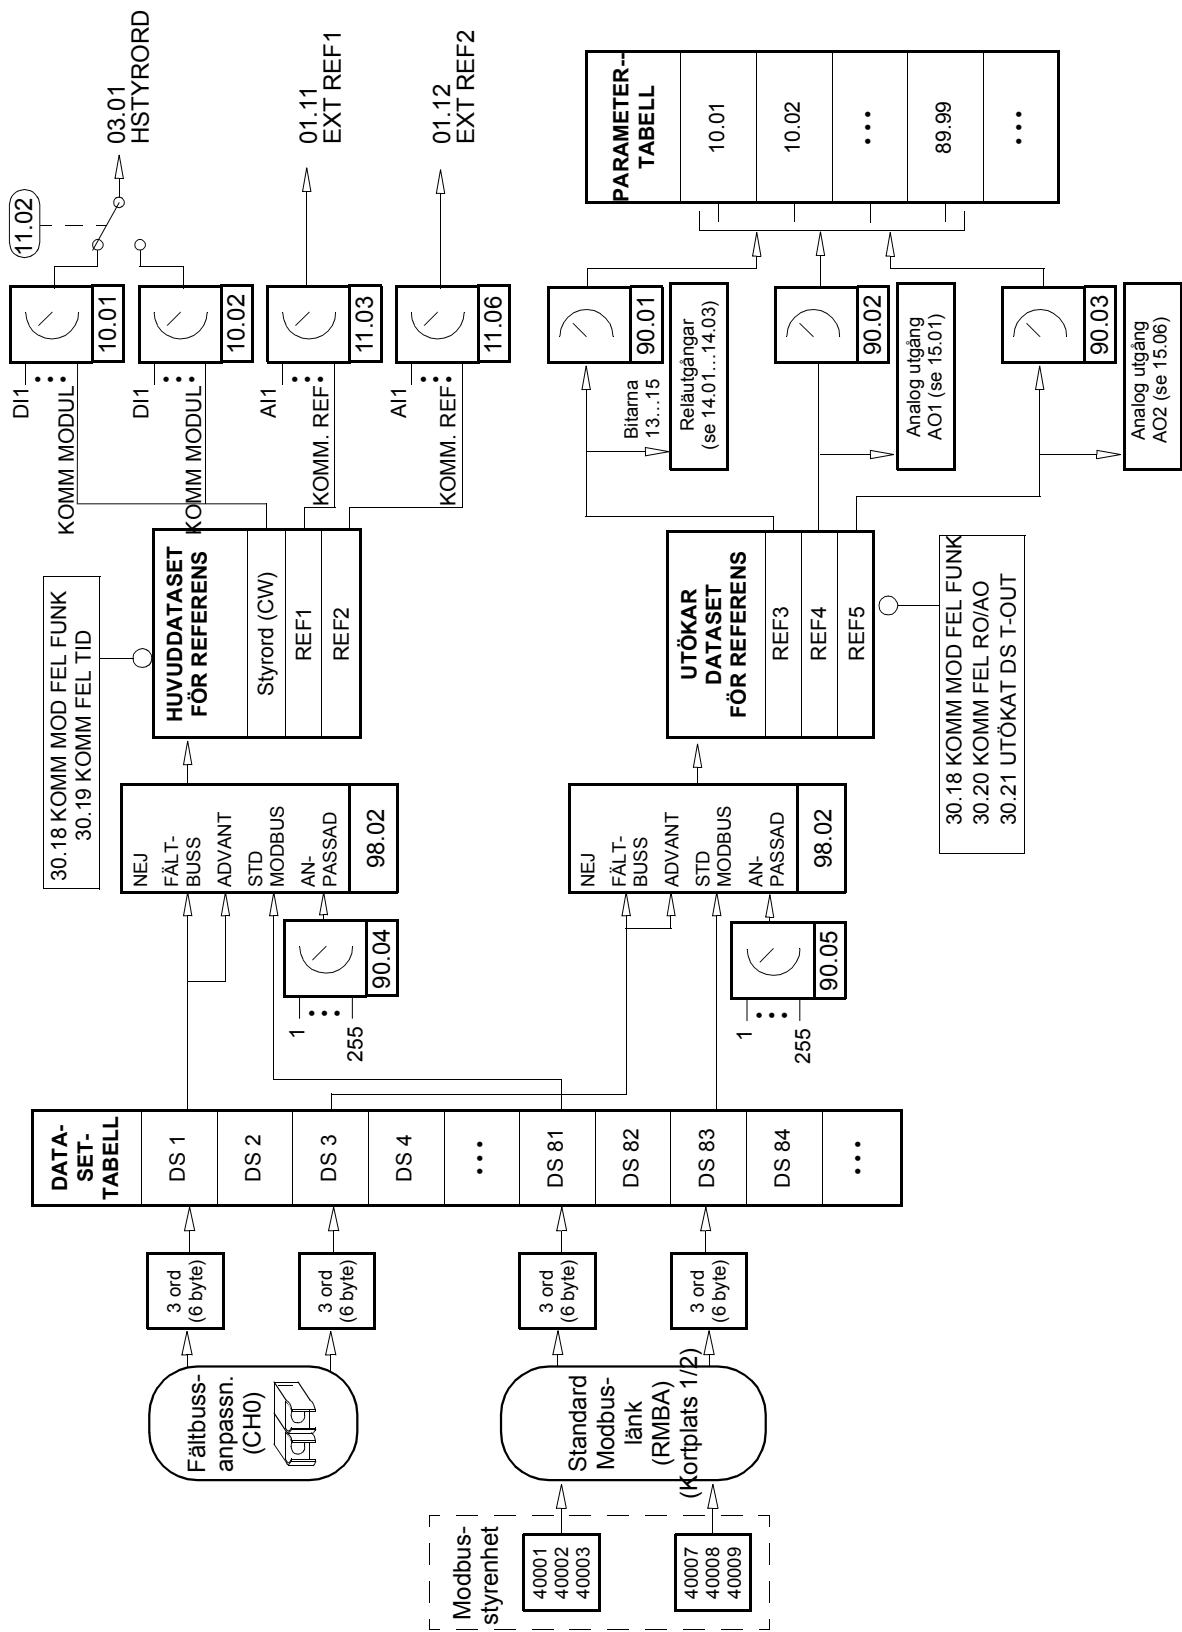 Modbus-
styrenhet
40001
40002
40003
40007
40008
40009
Fältbuss-
anpassn.
(CH0)
Standard
Modbus-
länk
(RMBA)
(Kortplats 1/2)
3 ord
(6 byte)
3 ord
(6 byte)
3 ord
(6 byte)
3 ord
(6 byte)
DATA-
SET-
TABELL
DS 1
DS 2
DS 3
DS 4
•••
DS 81
DS 82
DS 83
DS 84
•••
1
•••
255
90.04
1
•••
255
90.05
NEJ
FÄLT-
BUSS
ADVANT
STD
MODBUS
AN-
PASSAD
98.02
NEJ
FÄLT-
BUSS
ADVANT
STD
MODBUS
AN-
PASSAD
98.02
30.18 KOMM MOD FEL FUNK
30.19 KOMM FEL TID
HUVUDDATASET
FÖR REFERENS
Styrord (CW)
REF1
REF2
UTÖKAR
DATASET
FÖR REFERENS
REF3
REF4
REF5
30.18 KOMM MOD FEL FUNK
30.20 KOMM FEL RO/AO
30.21 UTÖKAT DS T-OUT
DI1
•••
KOMM MODUL
10.01
DI1
•••
KOMM MODUL
10.02
AI1
•••
KOMM. REF
11.03
AI1
•••
KOMM. REF
11.06
11.02
03.01
HSTYRORD
01.11
EXT REF1
01.12
EXT REF2
Bitarna
13...15
Reläutgångar
(se 14.01...14.03)
90.01
Analog utgång
AO1 (se 15.01)
90.02
Analog utgång
AO2 (se 15.06)
90.03
PARAMETER--
TABELL
10.01
10.02
•••
89.99
•••